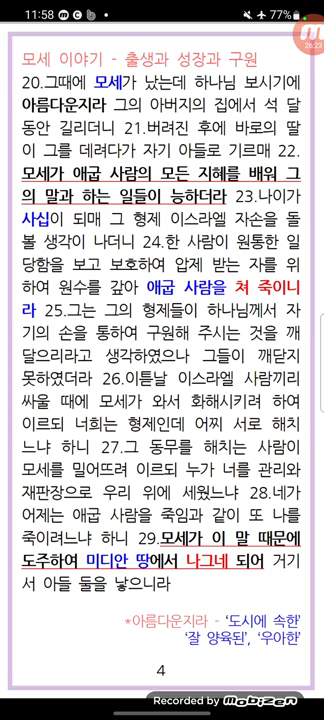 11:58
77%
26:23
모세 이야기 - 출생과 성장과 구원
20.그때에 모세가 났는데 하나님 보시기에
아름다운지라 그의 아버지의 집에서 석 달
동안 길리더니 21.버려진 후에 바로의 딸
이 그를 데려다가 자기 아들로 기르매 22.
모세가 애굽 사람의 모든 지혜를 배워 그
의 말과 하는 일들이 능하더라 23.나이가
사십이 되매 그 형제 이스라엘 자손을 돌
볼 생각이 나더니 24.한 사람이 원통한 일
당함을 보고 보호하여 압제 받는 자를 위
하여 원수를 갚아 애굽 사람을 쳐 죽이니
라 25.그는 그의 형제들이 하나님께서 자
기의 손을 통하여 구원해 주시는 것을 깨
달으리라고 생각하였으나 그들이 깨닫지
못하였더라 26.이튿날 이스라엘 사람끼리
싸울 때에 모세가 와서 화해시키려 하여
이르되 너희는 형제인데 어찌 서로 해치
느냐 하니 27.그 동무를 해치는 사람이
모세를 밀어뜨려 이르되 누가 너를 관리와
재판장으로 우리 위에 세웠느냐 28.네가
어제는 애굽 사람을 죽임과 같이 또 나를
죽이려느냐 하니 29.모세가 이 말 때문에
도주하여 미디안 땅에서 나그네 되어 거기
서 아들 둘을 낳으니라
*아름다운지라 - '도시에 속한'
'잘 양육된', '우아한'
4
Recorded by mobizen